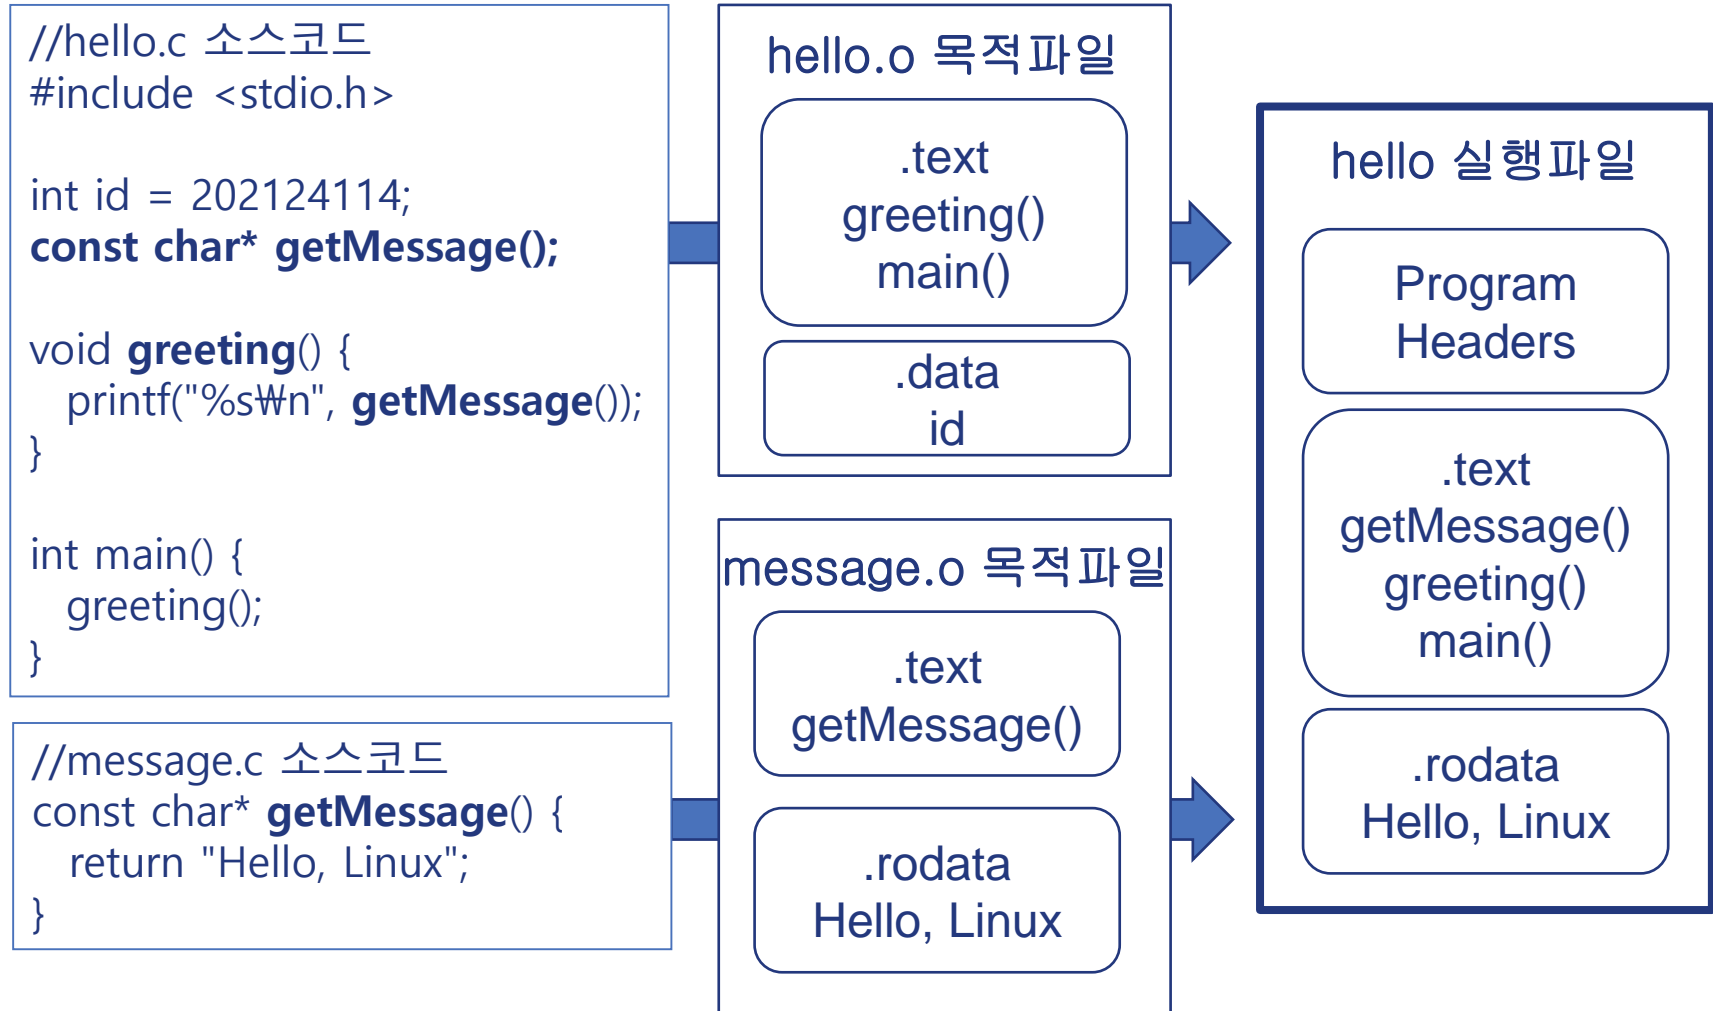 //hello.c 소스코드
#include <stdio.h>
int id = 202124114;
const char* getMessage();
void greeting() {
printf("%s₩n", getMessage());
}
int main() {
greeting();
}
//message.c 소스코드
const char* getMessage() {
return "Hello, Linux";
}
hello.o 목적파일
.text
greeting()
main()
.data
id
message.o 목적파일
.text
getMessage()
.rodata
Hello, Linux
hello 실행파일
Program
Headers
.text
getMessage()
greeting()
main()
.rodata
Hello, Linux